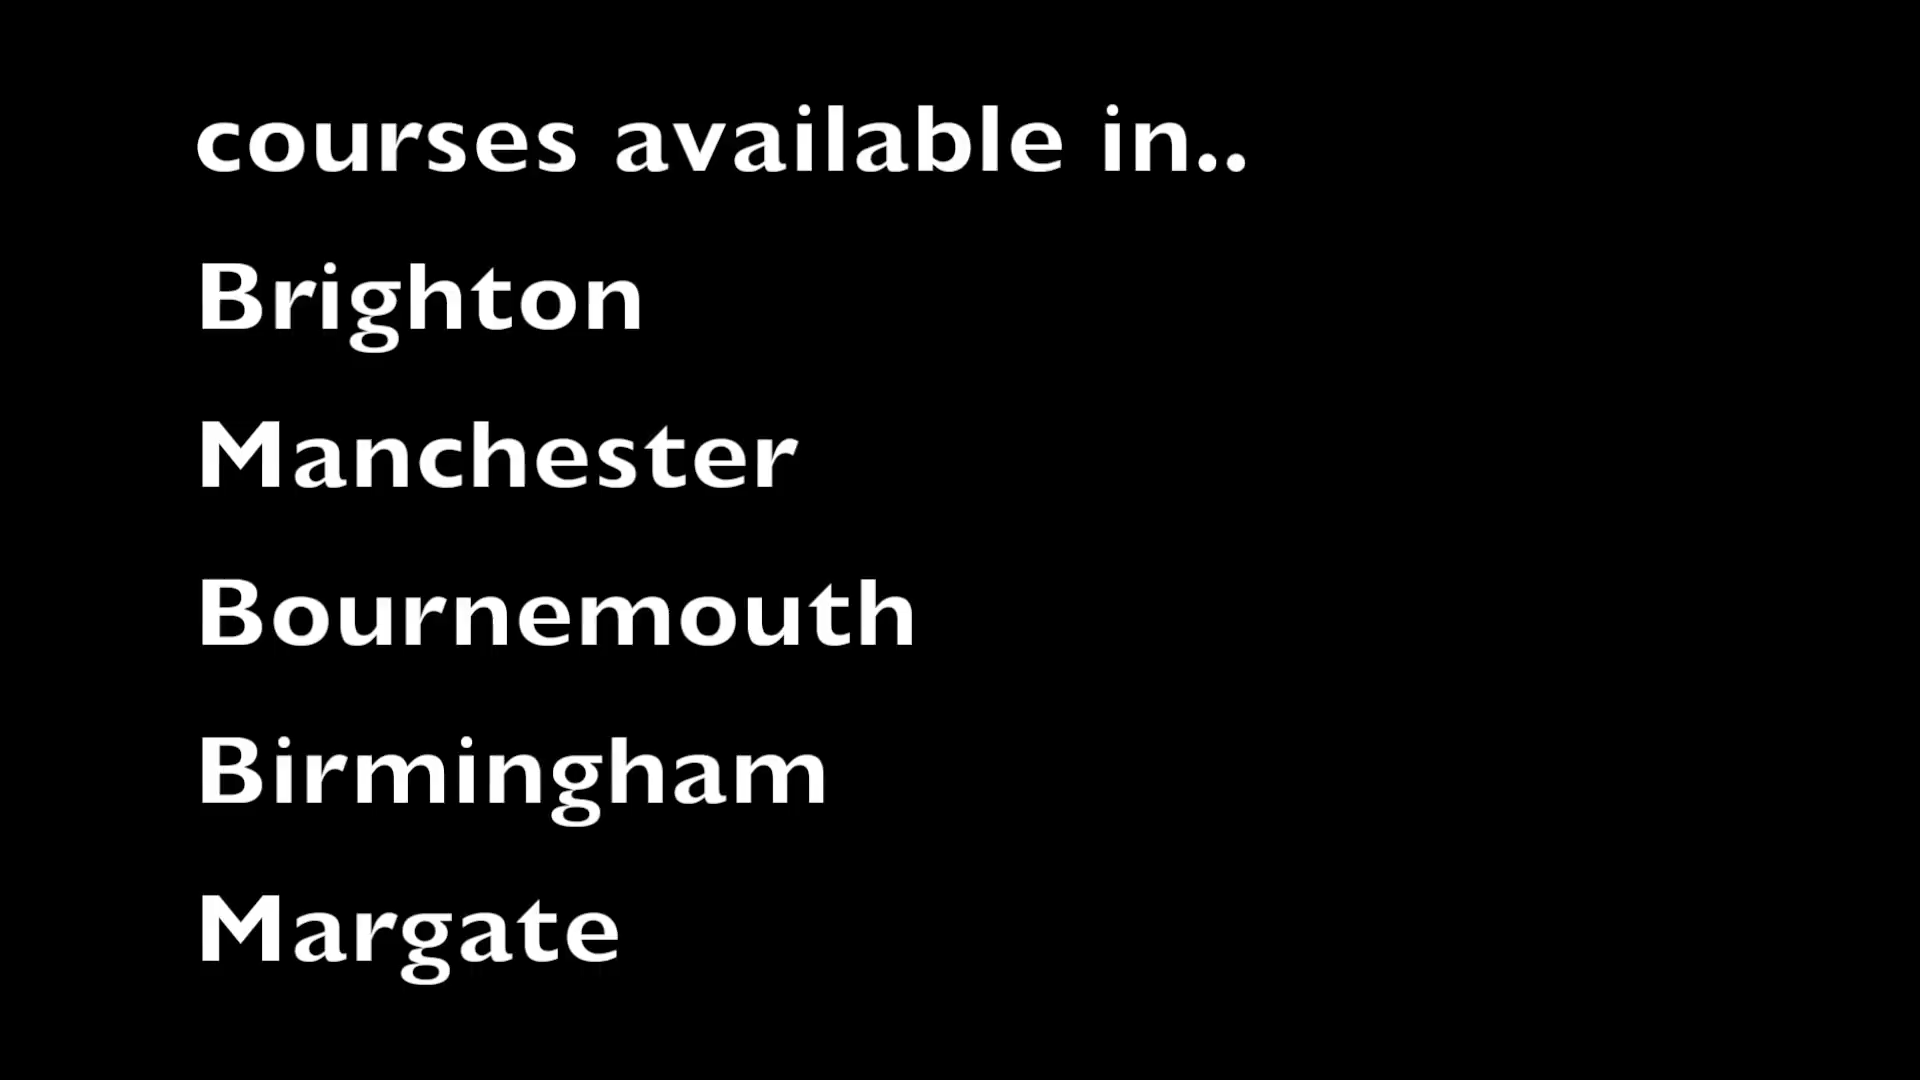 courses available in..
Brighton
Manchester
Bournemouth
Birmingham
Margate